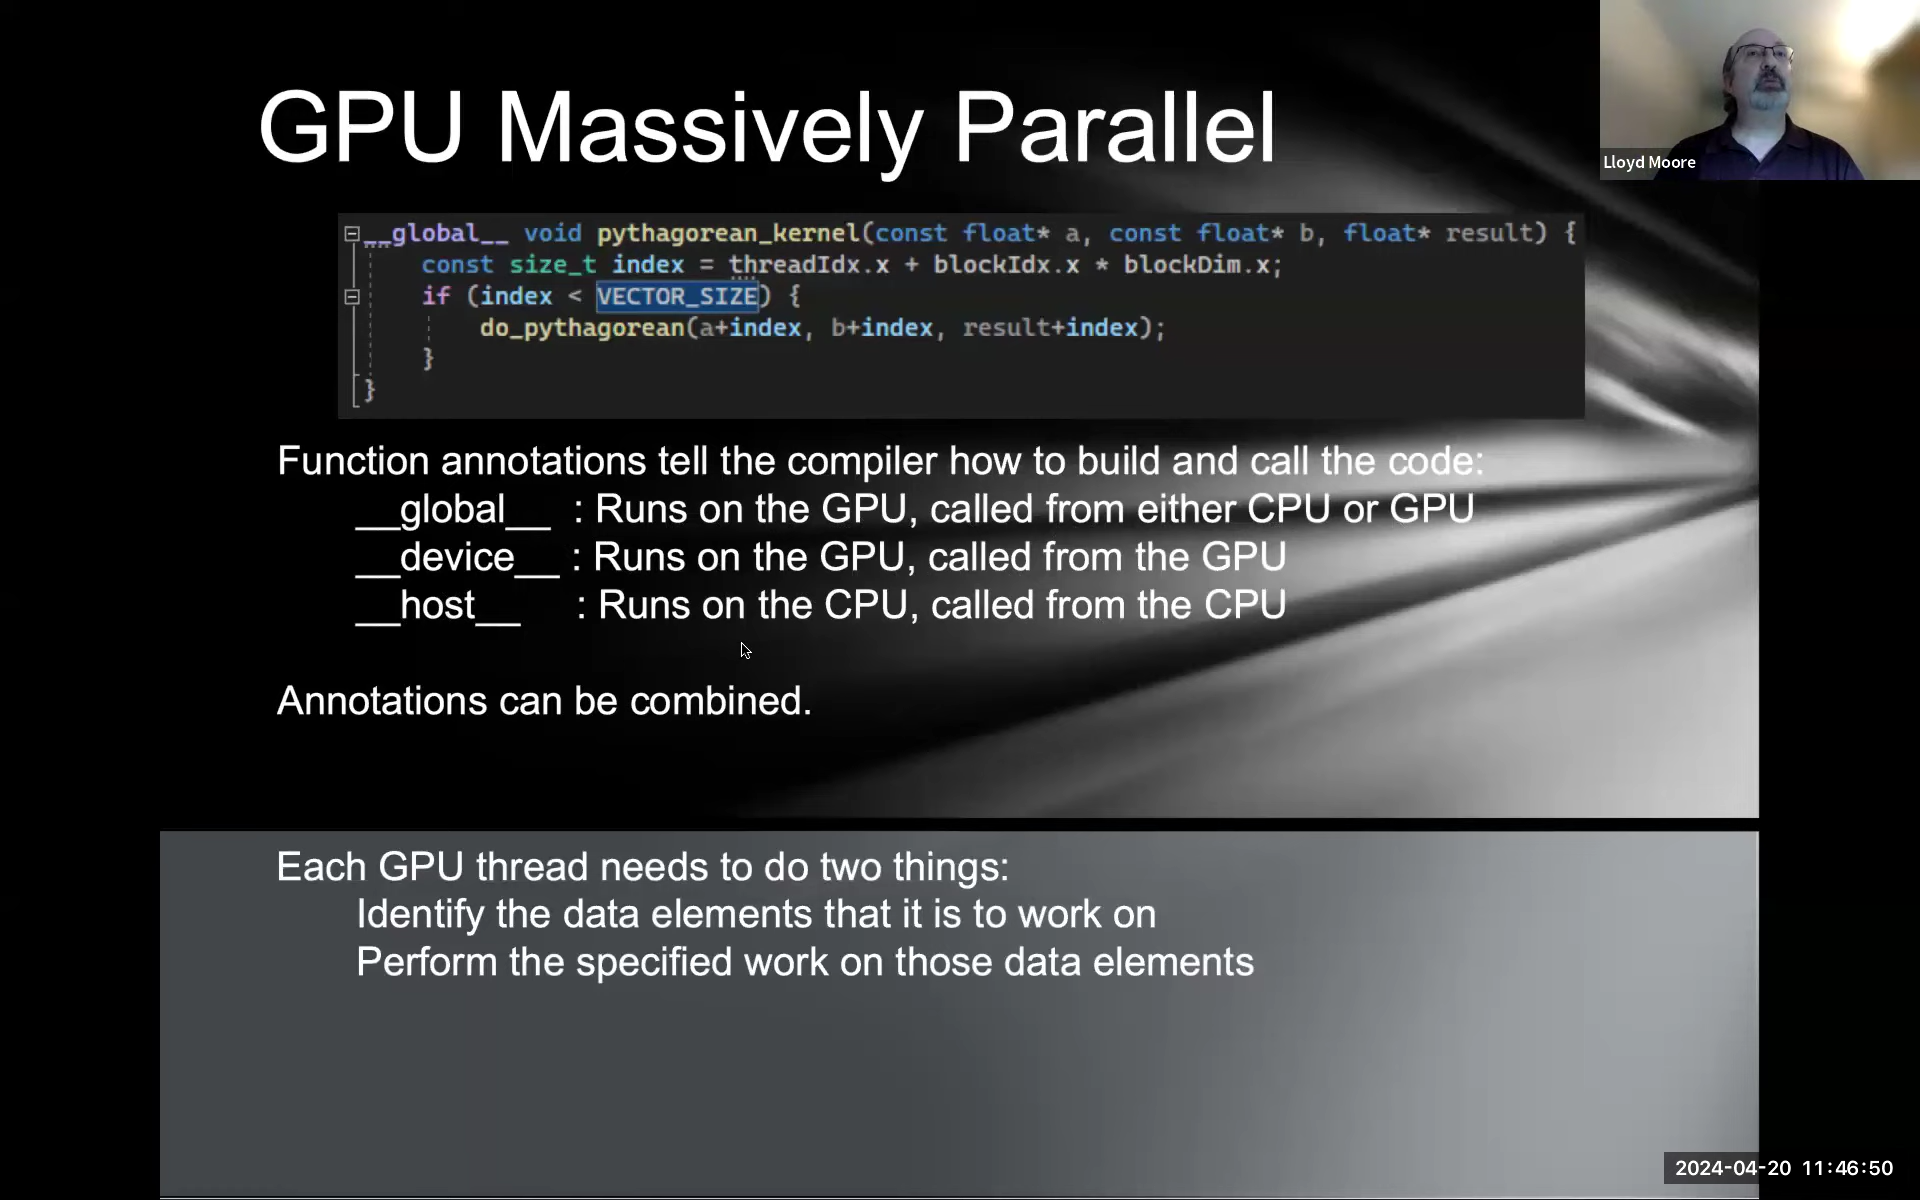 GPU Massively Parallel
Lloyd Moore
__global__ void pythagorean_kernel(const float* a, const float* b, float* result) {
const size_t index = threadIdx.x + blockIdx.x * blockDim.x;
if (index < VECTOR_SIZE) {
do_pythagorean(a+index, b+index, result+index);
}
}
Function annotations tell the compiler how to build and call the code:
__global__ : Runs on the GPU, called from either CPU or GPU
__device__ : Runs on the GPU, called from the GPU
__host__ : Runs on the CPU, called from the CPU
Annotations can be combined.
Each GPU thread needs to do two things:
Identify the data elements that it is to work on
Perform the specified work on those data elements
2024-04-20 11:46:50